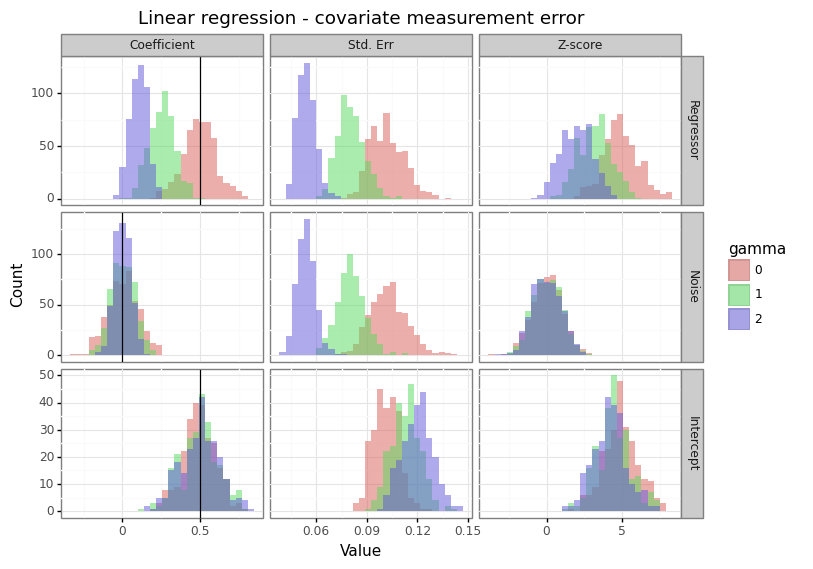 Linear regression - covariate measurement error
Coefficient Std. Err Z-score
100
50
0
Regressor
100
50
0
Noise
50
40
30
20
10
0
Intercept
0 0.5 0.06 0.09 0.12 0.15 0 5
Count
Value
gamma
0
1
2